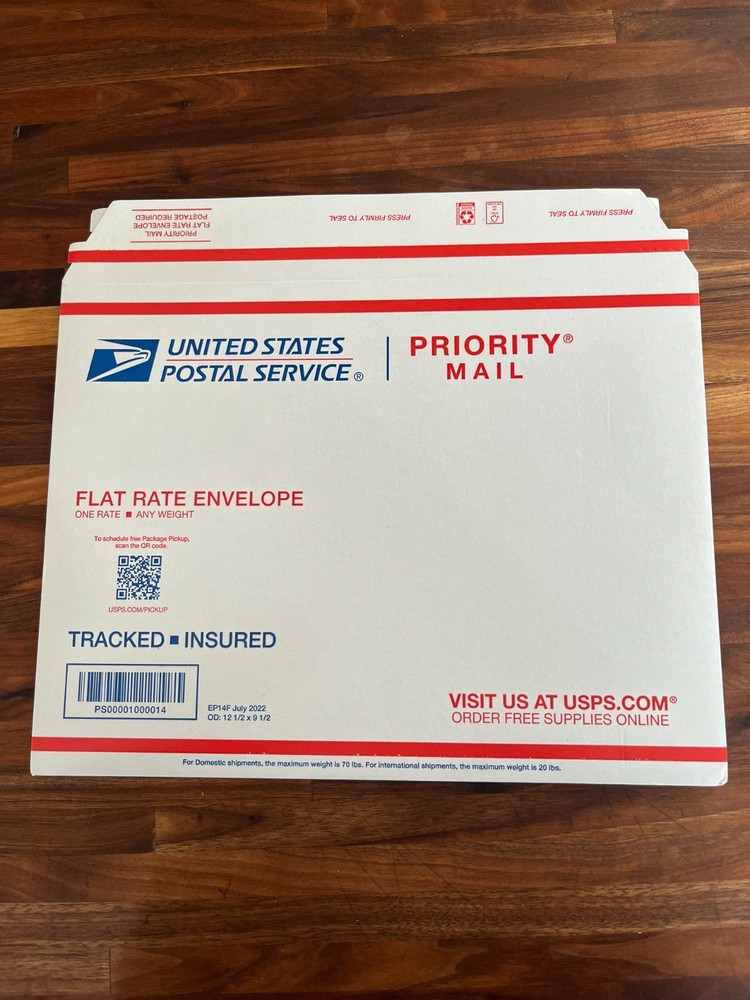 PRIORITY MAIL
FLAT RATE ENVELOPE
POSTAGE REQUIRED
PRESS FIRMLY TO SEAL
PRESS FIRMLY TO SEAL
UNITED STATES
POSTAL SERVICE®
PRIORITY®
MAIL
FLAT RATE ENVELOPE
ONE RATE ■ ANY WEIGHT
To schedule free Package Pickup,
scan the QR code.
USPS.COM/PICKUP
TRACKED ■ INSURED
PS00001000014
EP14F July 2022
OD: 12 1/2 x 9 1/2
VISIT US AT USPS.COM®
ORDER FREE SUPPLIES ONLINE
For Domestic shipments, the maximum weight is 70 lbs. For international shipments, the maximum weight is 20 lbs.